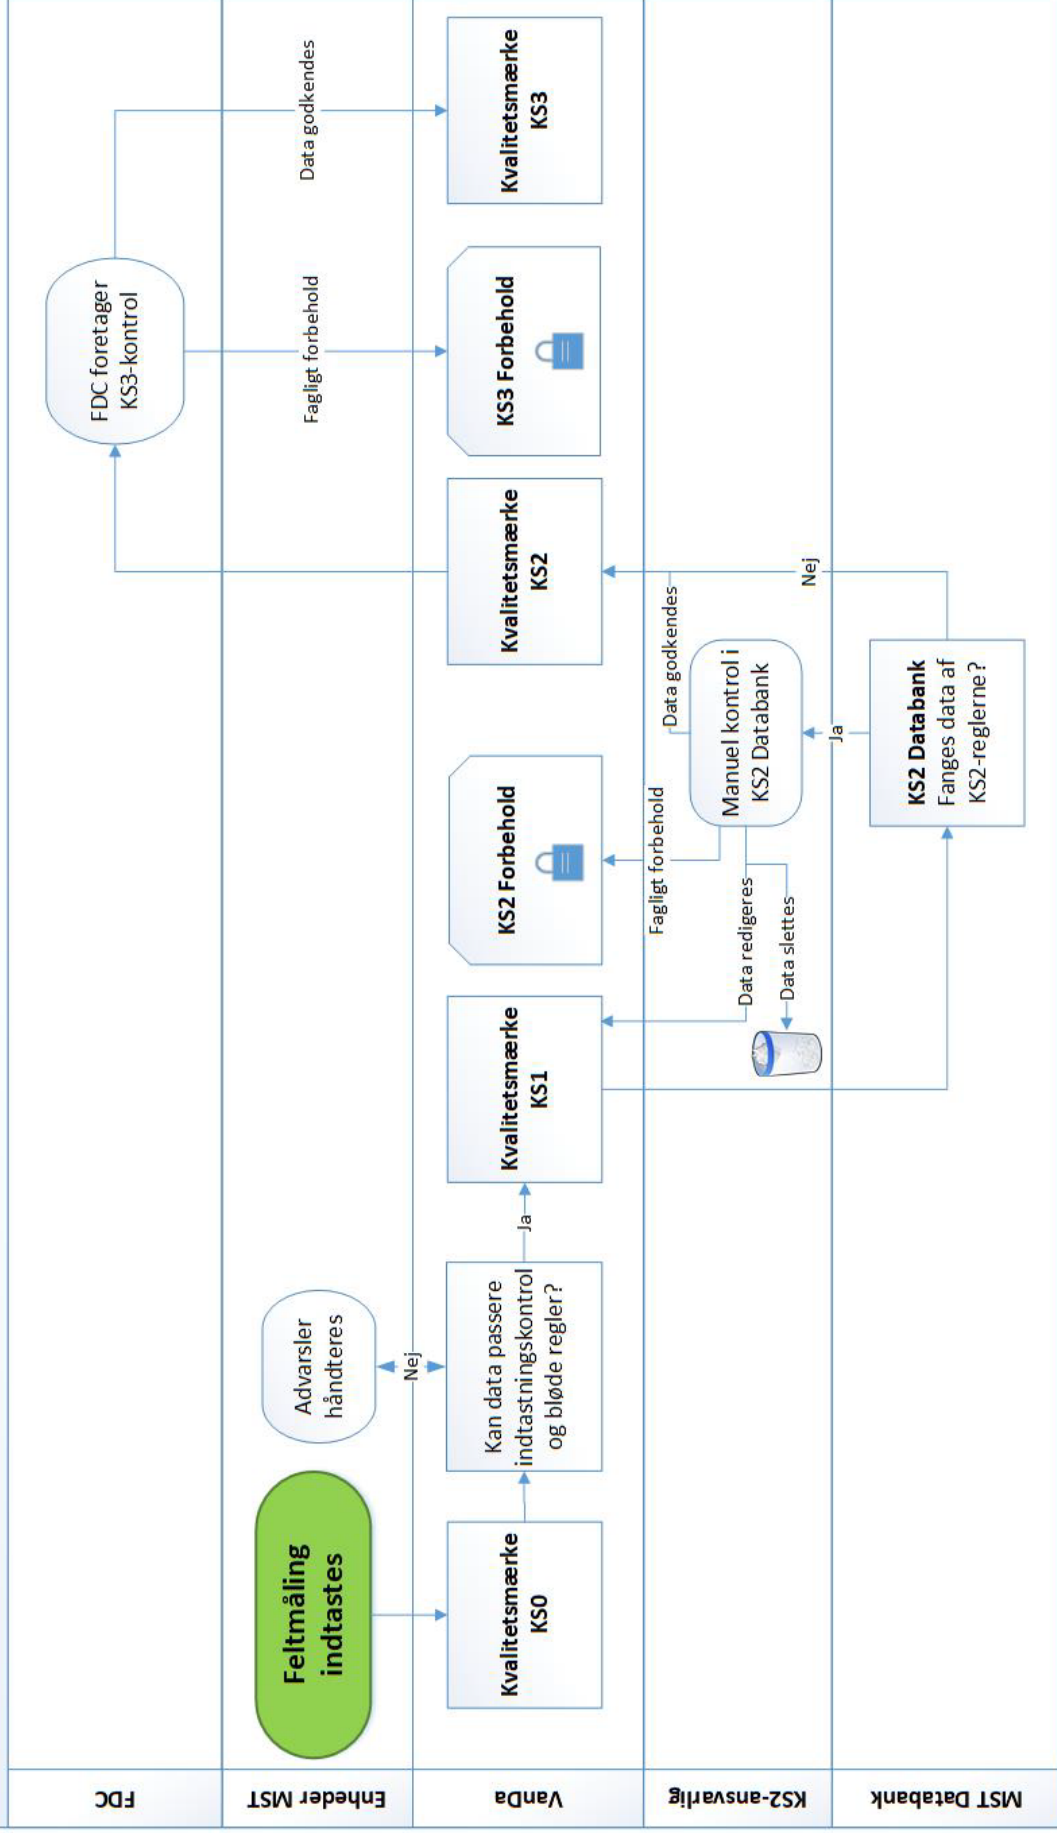 FDC
FDC foretager
KS3-kontrol
Enheder MST
Feltmåling
indtastes
Advarsler
håndteres
Nej
Fagligt forbehold
Data godkendes
VanDa
Kvalitetsmærke
KS0
Kan data passere
indtastningskontrol
og bløde regler?
Ja
Kvalitetsmærke
KS1
KS2 Forbehold
Kvalitetsmærke
KS2
KS3 Forbehold
Kvalitetsmærke
KS3
KS2-ansvarlig
Fagligt forbehold
Data godkendes
Data redigeres
Data slettes
Manuel kontrol i
KS2 Databank
Nej
Ja
MST Databank
KS2 Databank
Fanges data af
KS2-reglerne?